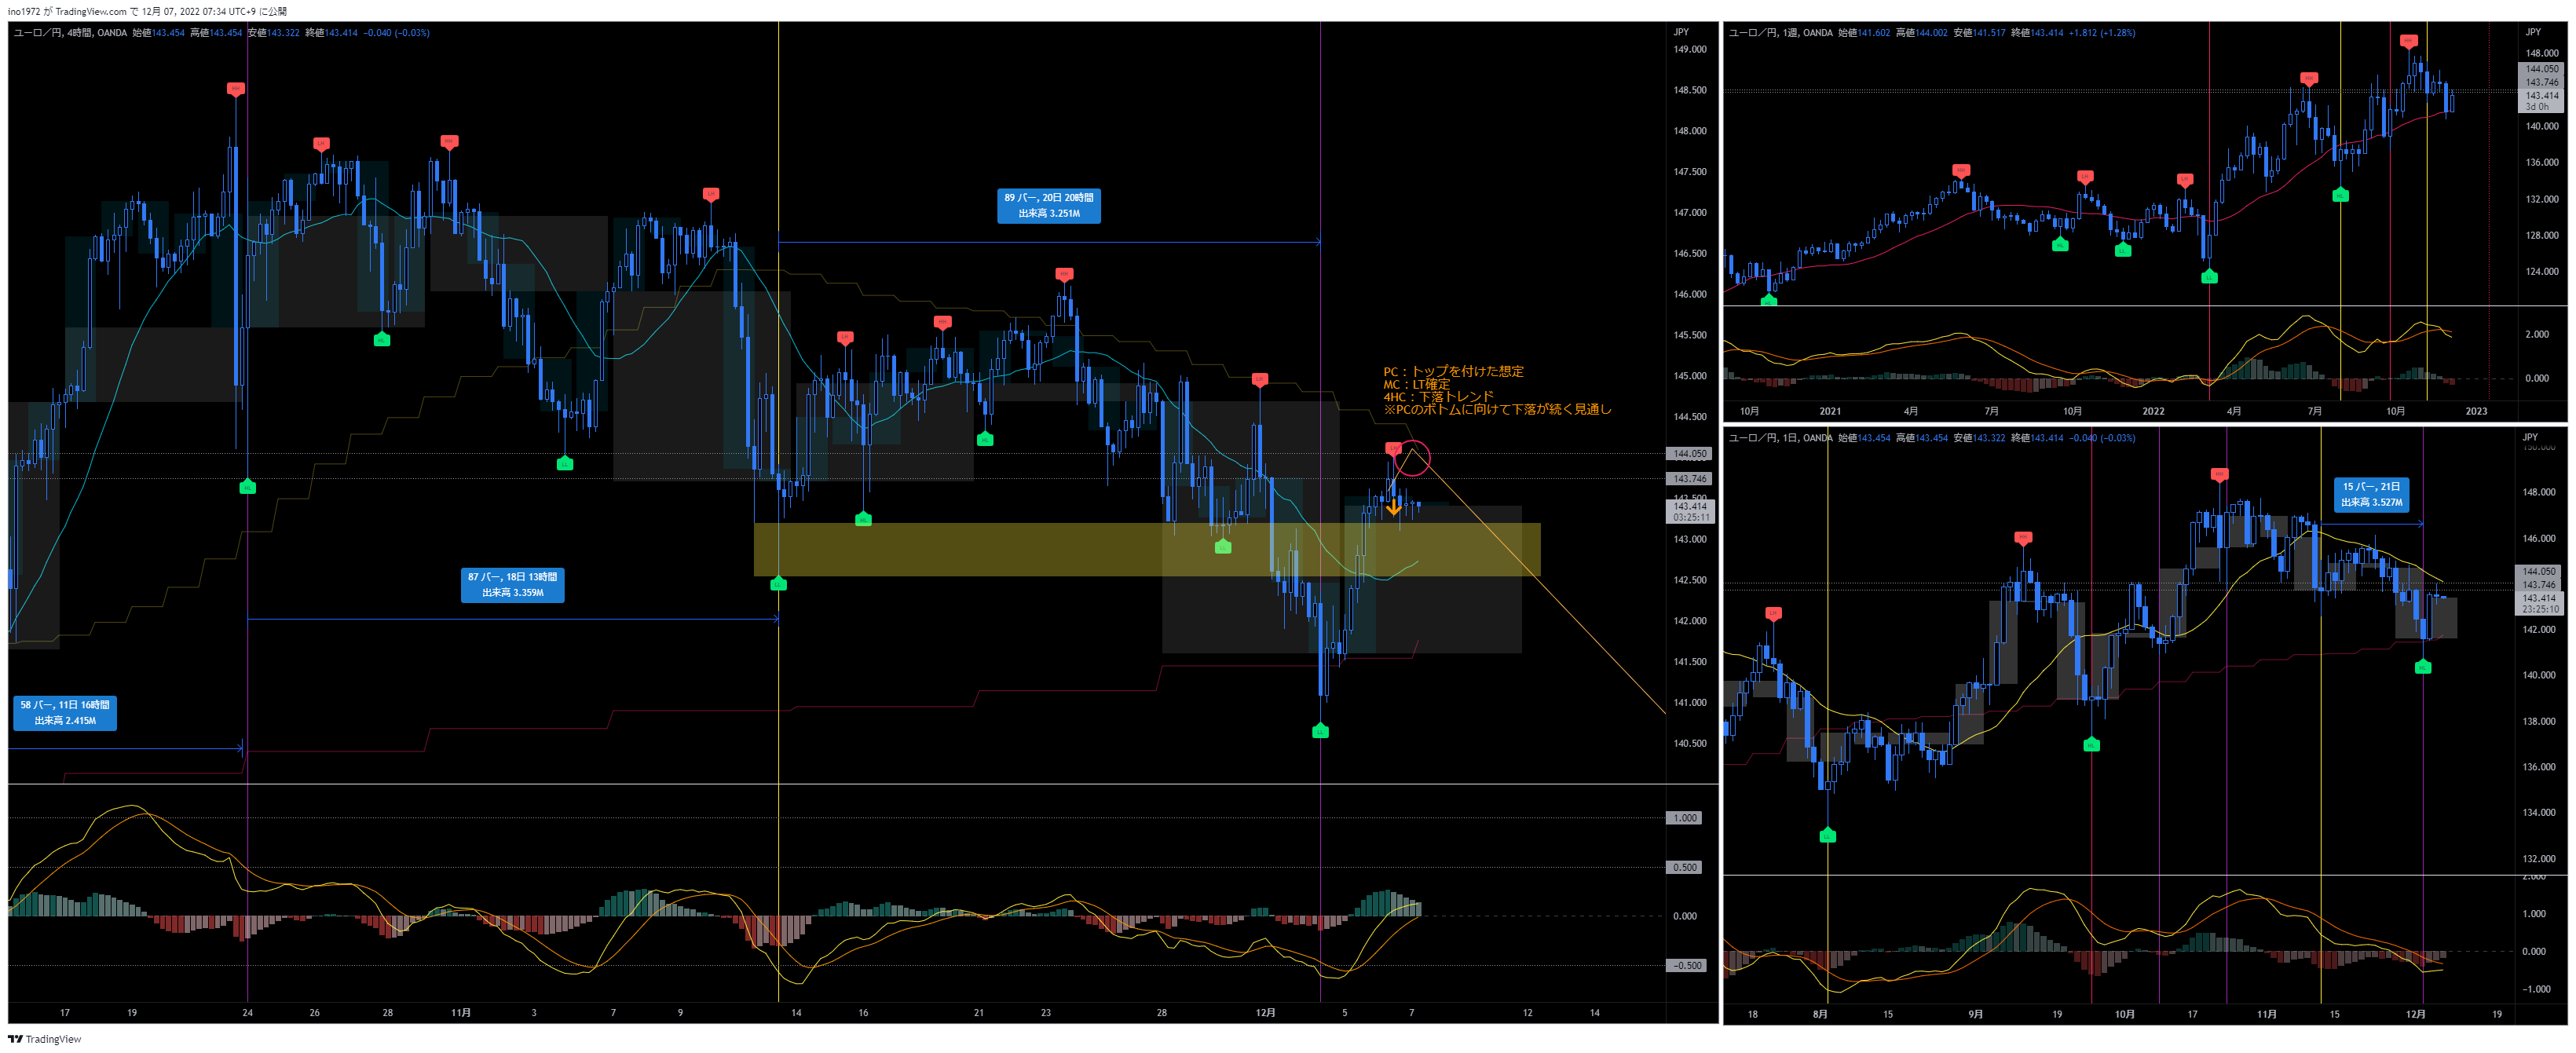 ino1972 が TradingView.com で 12月 07, 2022 07:34 UTC+9 に公開
ユーロ／円, 4時間, OANDA 始値143.454 高値143.454 安値143.322 終値143.414 −0.040 (−0.03%)
JPY
149.000
148.500
148.000
147.500
147.000
146.500
146.000
145.500
145.000
144.500
144.050
143.746
143.500
143.414
03:25:11
143.000
142.500
142.000
141.500
141.000
140.500
89 バー, 20日 20時間
出来高 3.251M
PC：トップを付けた想定
MC：LT確定
4HC：下落トレンド
※PCのボトムに向けて下落が続く見通し
87 バー, 18日 13時間
出来高 3.359M
58 バー, 11日 16時間
出来高 2.415M
1.000
0.500
0.000
−0.500
17 19 24 26 28 11月 3 7 9 14 16 21 23 28 12月 5 7 12 14
ユーロ／円, 1週, OANDA 始値141.602 高値144.002 安値141.517 終値143.414 +1.812 (+1.28%)
JPY
148.000
144.050
143.746
143.414
3d 0h
140.000
136.000
132.000
128.000
124.000
2.000
0.000
10月 2021 4月 7月 10月 2022 4月 7月 10月 2023
ユーロ／円, 1日, OANDA 始値143.454 高値143.454 安値143.322 終値143.414 −0.040 (−0.03%)
JPY
15 バー, 21日
出来高 3.527M
148.000
146.000
144.050
143.746
143.414
23:25:10
142.000
140.000
138.000
136.000
134.000
132.000
2.000
1.000
0.000
−1.000
18 8月 15 9月 19 10月 17 11月 15 12月 19
TradingView